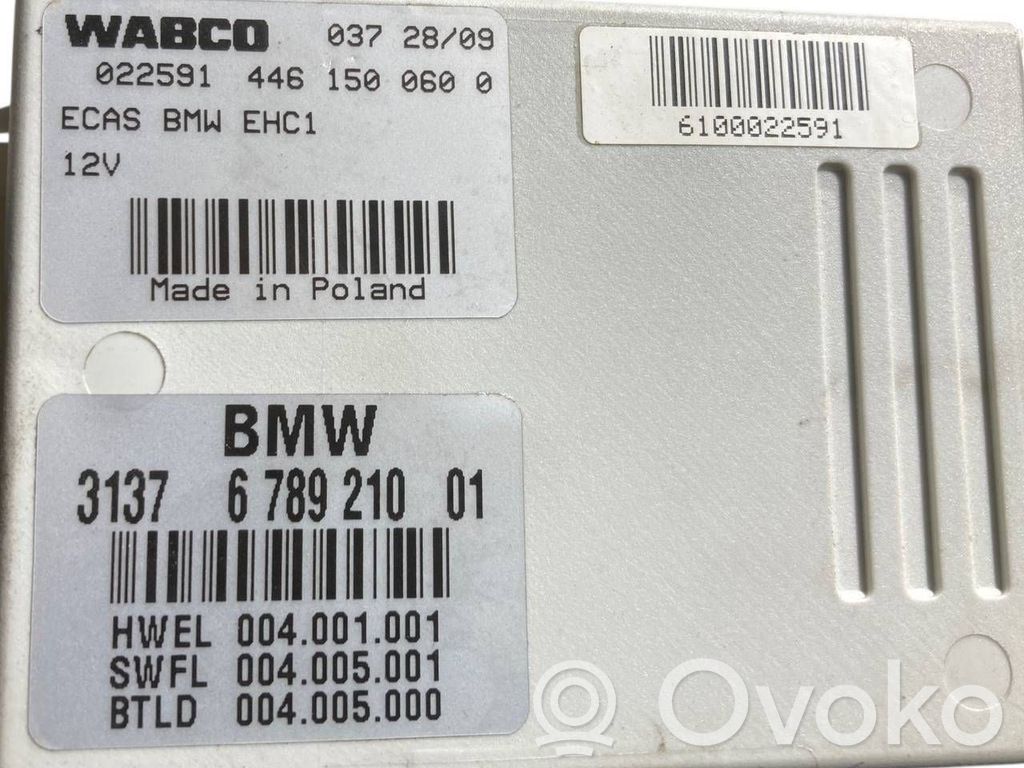 WABCO 037 28/09
022591 446 150 060 0
ECAS BMW EHC1
12V
Made in Poland
6100022591
BMW
3137 6 789 210 01
HWEL 004.001.001
SWFL 004.005.001
BTLD 004.005.000
Ovoko